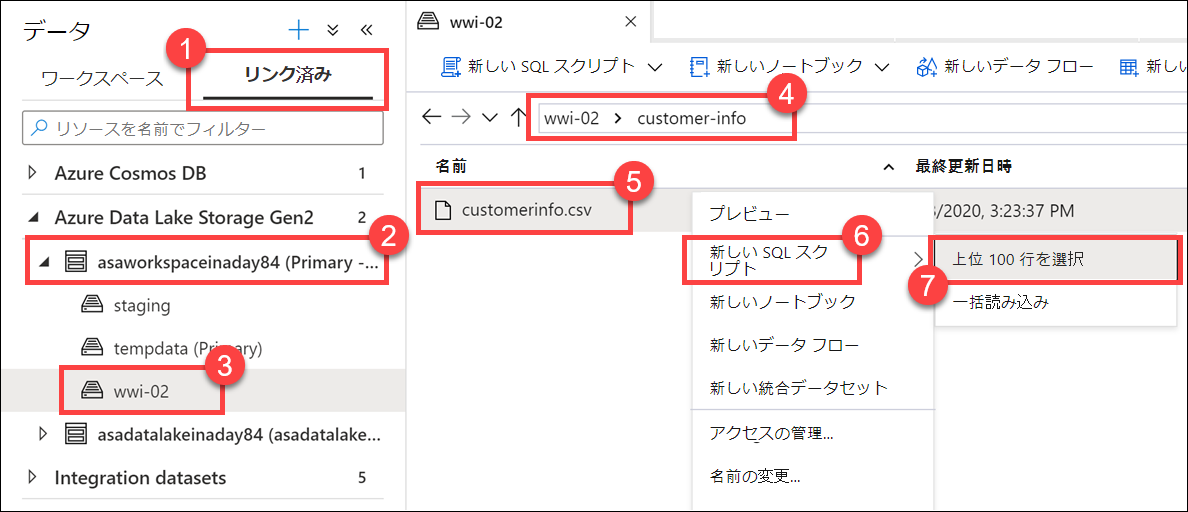 データ
1
ワークスペース
リンク済み
リソースを名前でフィルター
Azure Cosmos DB 1
Azure Data Lake Storage Gen2 2
2
asaworkspaceinaday84 (Primary -...
staging
tempdata (Primary)
3
wwi-02
asadatalakeinaday84 (asadatalake...
Integration datasets 5
wwi-02
新しい SQL スクリプト
新しいノートブック
新しいデータ フロー
新しい
4
wwi-02 > customer-info
名前
最終更新日時
5
customerinfo.csv
/2020, 3:23:37 PM
プレビュー
6
新しい SQL スク
リプト
7
上位 100 行を選択
一括読み込み
新しいノートブック
新しいデータ フロー
新しい統合データセット
アクセスの管理...
名前の変更...